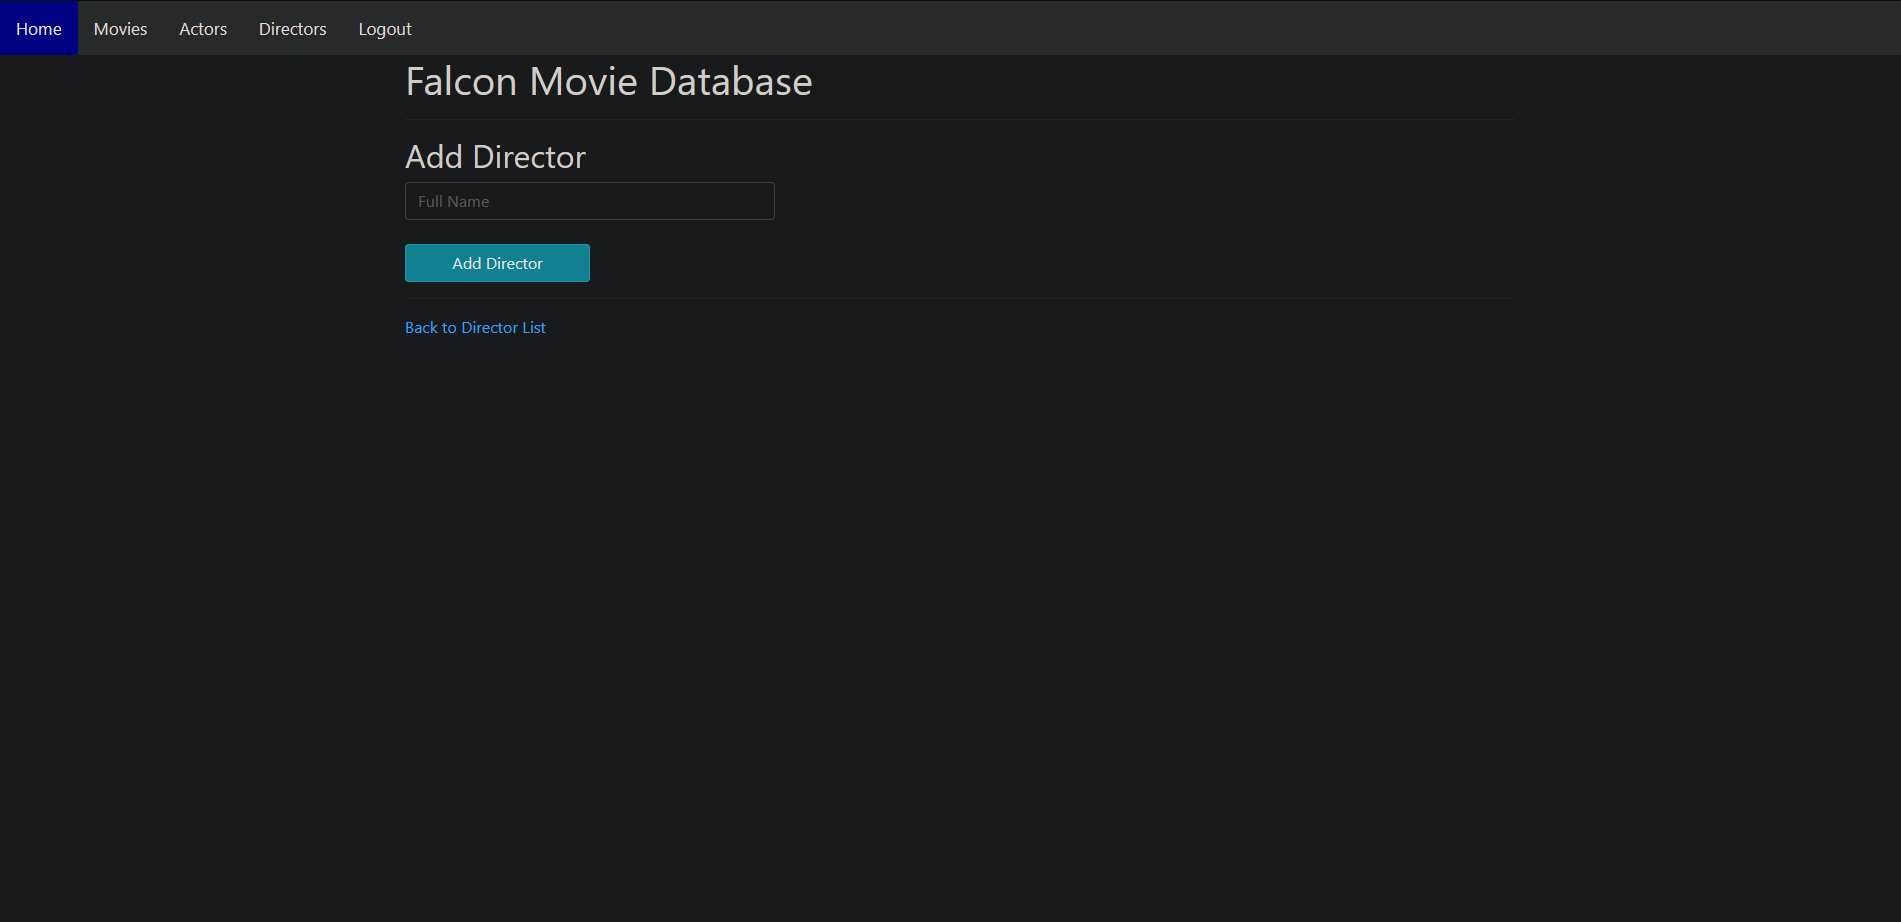 Home Movies Actors Directors Logout
Falcon Movie Database
Add Director
Full Name
Add Director
Back to Director List